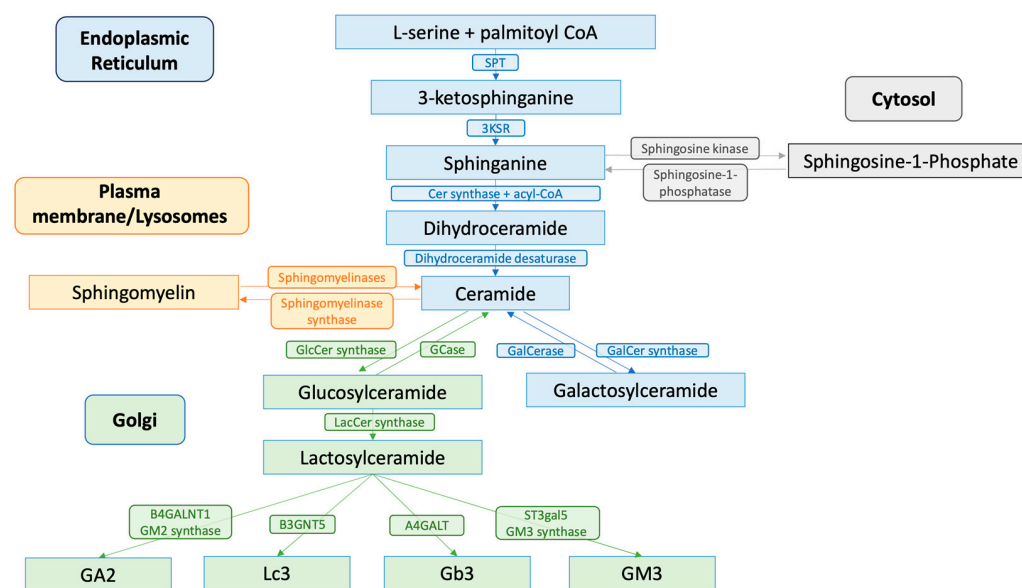 Endoplasmic
Reticulum
L-serine + palmitoyl CoA
SPT
3-ketosphinganine
Cytosol
3KSR
Sphinganine
Sphingosine kinase
Sphingosine-1-
phosphatase
Sphingosine-1-Phosphate
Plasma
membrane/Lysosomes
Cer synthase + acyl-CoA
Dihydroceramide
Dihydroceramide desaturase
Sphingomyelin
Sphingomyelinases
Sphingomyelinase
synthase
Ceramide
GlcCer synthase
GCase
GalCerase
GalCer synthase
Glucosylceramide
Galactosylceramide
Golgi
LacCer synthase
Lactosylceramide
B4GALNT1
GM2 synthase
B3GNT5
A4GALT
ST3gal5
GM3 synthase
GA2
Lc3
Gb3
GM3